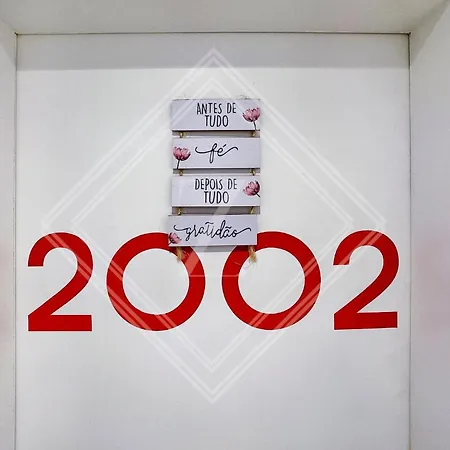 ANTES DE
TUDO
fé
DEPOIS DE
TUDO
gratidão
2002